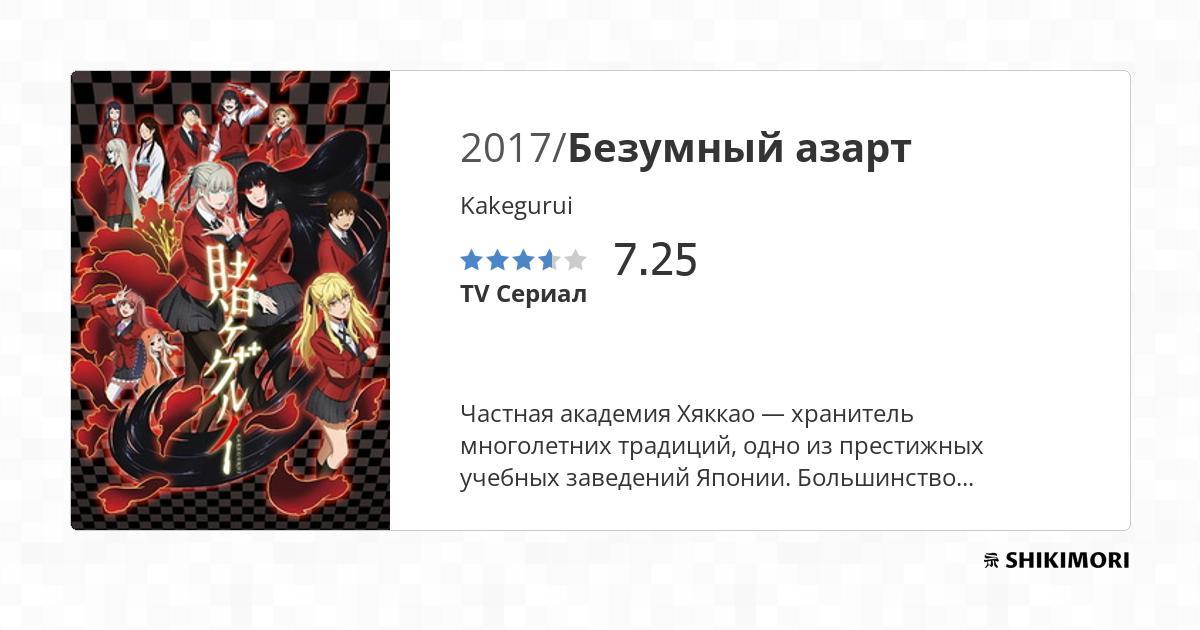 賭ケグルイ
2017/Безумный азарт
Kakegurui
7.25
TV Сериал
Частная академия Хяккао — хранитель
многолетних традиций, одно из престижных
учебных заведений Японии. Большинство...
SHIKIMORI